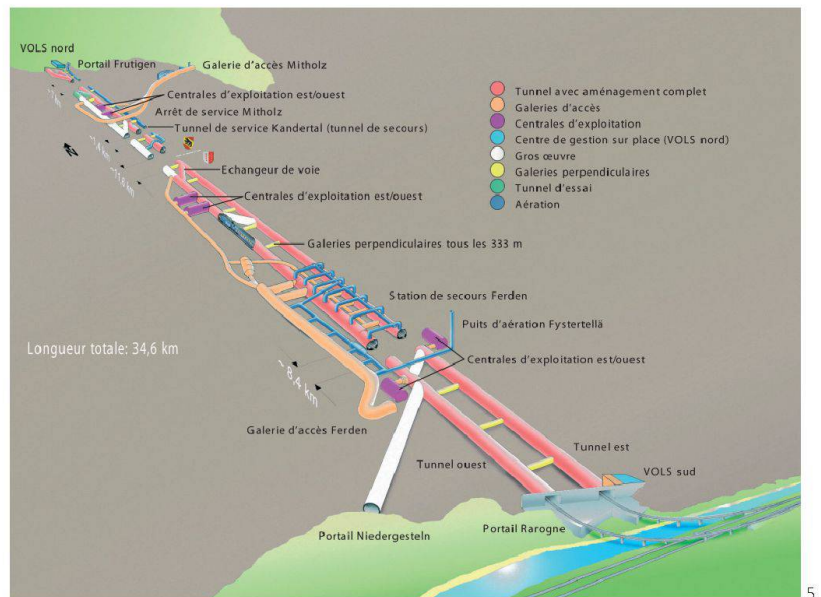 VOLS nord
Portail Frutigen
Galerie d'accès Mitholz
Centrales d'exploitation est/ouest
Arrêt de service Mitholz
Tunnel de service Kandertal (tunnel de secours)
Echangeur de voie
Centrales d'exploitation est/ouest
Galeries perpendiculaires tous les 333 m
Station de secours Ferden
Puits d'aération Fystertellä
Centrales d'exploitation est/ouest
Longueur totale: 34,6 km
~ 8,4 km
Galerie d'accès Ferden
Tunnel est
Tunnel ouest
VOLS sud
Portail Rarogne
Portail Niedergesteln
Tunnel avec aménagement complet
Galeries d'accès
Centrales d'exploitation
Centre de gestion sur place (VOLS nord)
Gros œuvre
Galeries perpendiculaires
Tunnel d'essai
Aération
5